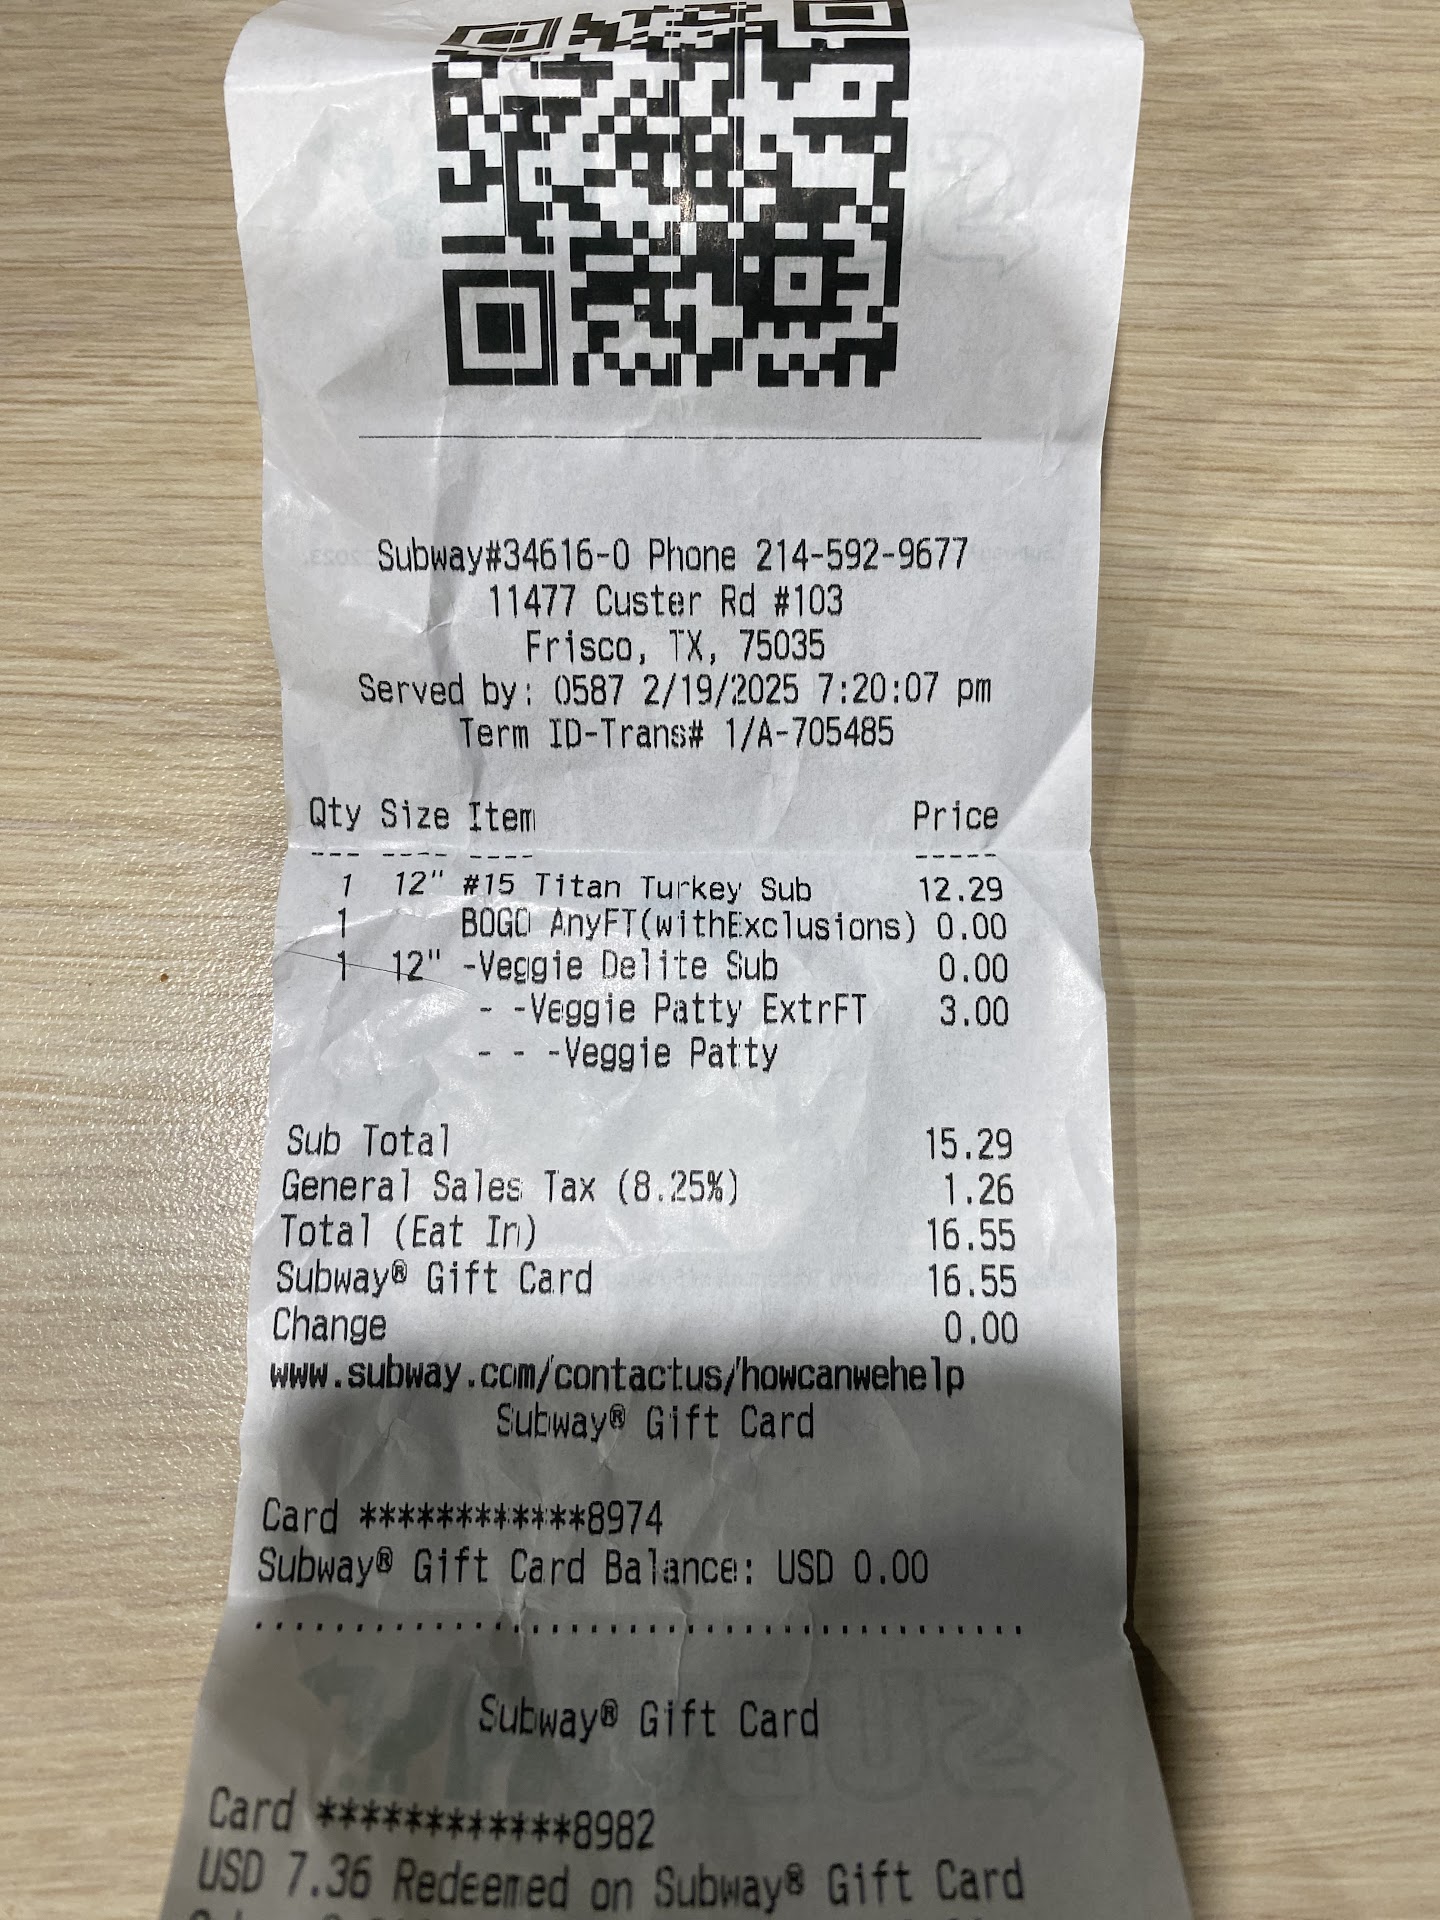 Subway#34616-0 Phone 214-592-9677
11477 Custer Rd #103
Frisco, TX, 75035
Served by: 0587 2/19/2025 7:20:07 pm
Term ID-Trans# 1/A-705485
Qty Size Item Price
--- ---- ---- -----
1 12" #15 Titan Turkey Sub 12.29
1 BOGO AnyFT(withExclusions) 0.00
1 12" -Veggie Delite Sub 0.00
- -Veggie Patty ExtrFT 3.00
- - -Veggie Patty
Sub Total 15.29
General Sales Tax (8.25%) 1.26
Total (Eat In) 16.55
Subway® Gift Card 16.55
Change 0.00
www.subway.com/contactus/howcanwehelp
Subway® Gift Card
Card ************8974
Subway® Gift Card Balance: USD 0.00
Subway® Gift Card
Card ************8982
USD 7.36 Redeemed on Subway® Gift Card